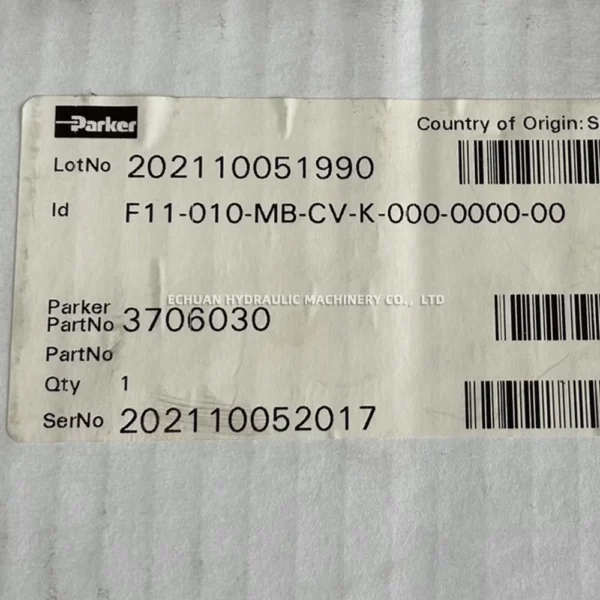 Parker
Country of Origin: S
LotNo 202110051990
Id F11-010-MB-CV-K-000-0000-00
ECHUAN HYDRAULIC MACHINERY CO., LTD
Parker
PartNo 3706030
PartNo
Qty 1
SerNo 202110052017